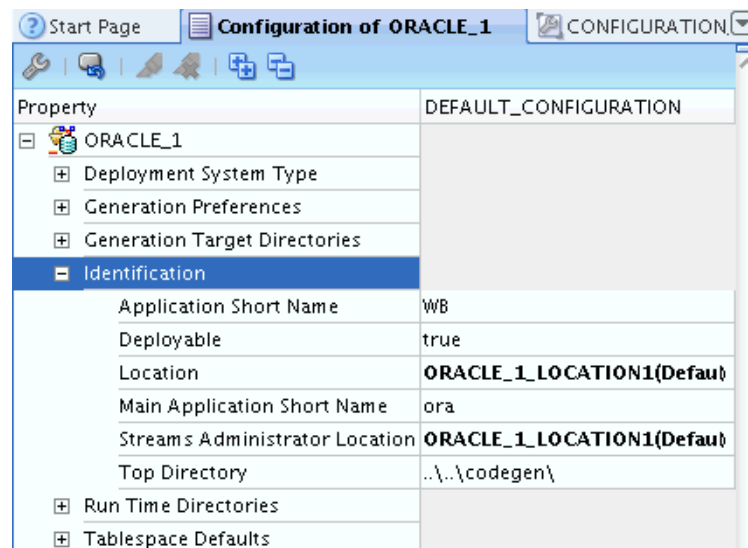 Start Page Configuration of ORACLE_1 CONFIGURATION
Property DEFAULT_CONFIGURATION
ORACLE_1
Deployment System Type
Generation Preferences
Generation Target Directories
Identification
Application Short Name WB
Deployable true
Location ORACLE_1_LOCATION1(Defau
Main Application Short Name ora
Streams Administrator Location ORACLE_1_LOCATION1(Defau
Top Directory ..\..\codegen\
Run Time Directories
Tablespace Defaults